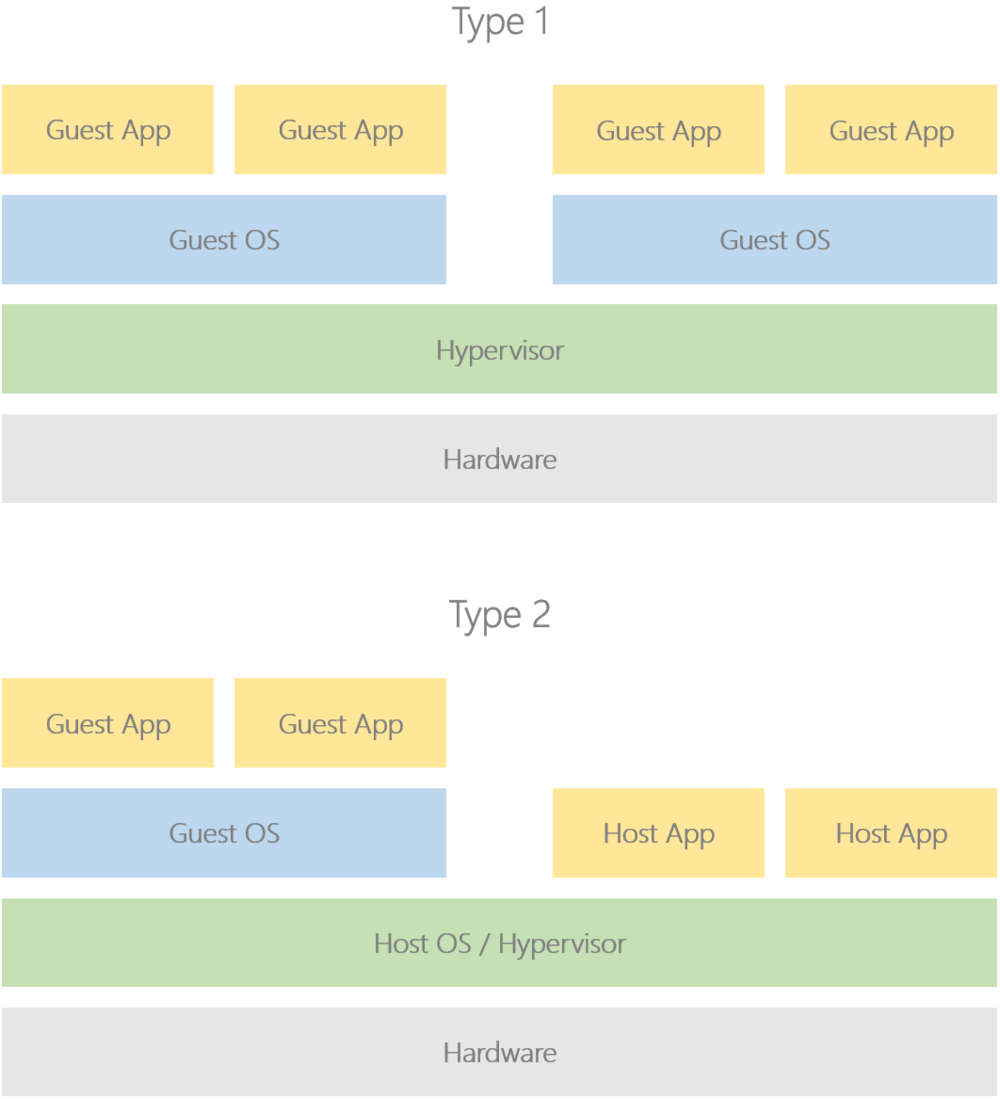 Type 1
Guest App Guest App Guest App Guest App
Guest OS Guest OS
Hypervisor
Hardware
Type 2
Guest App Guest App
Guest OS Host App Host App
Host OS / Hypervisor
Hardware